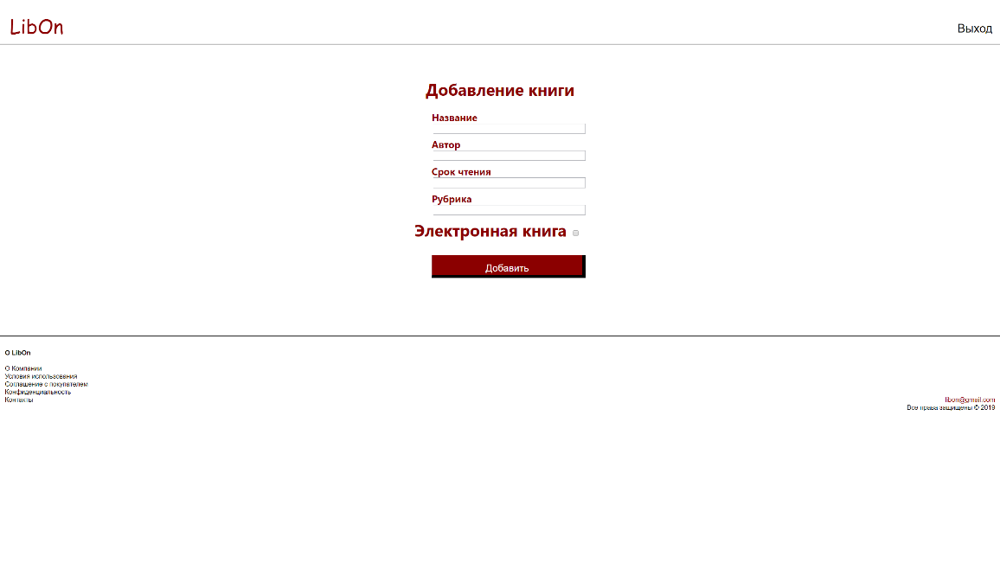 LibOn
Выход
Добавление книги
Название
Автор
Срок чтения
Рубрика
Электронная книга
Добавить
О LibOn
О Компании
Условия использования
Соглашение с покупателем
Конфиденциальность
Контакты
libon@gmail.com
Все права защищены © 2019